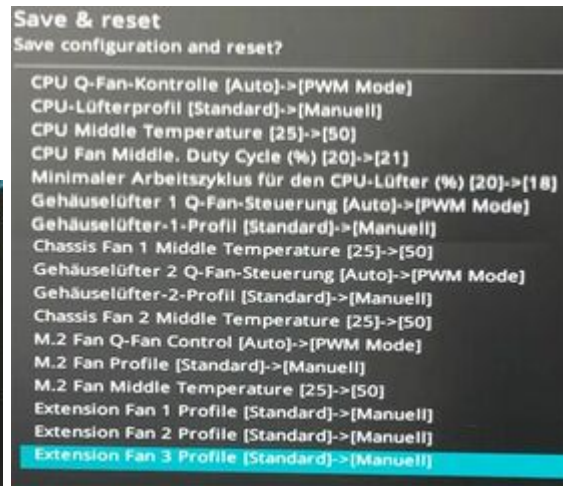 Save & reset
Save configuration and reset?
CPU Q-Fan-Kontrolle [Auto]->[PWM Mode]
CPU-Lüfterprofil [Standard]->[Manuell]
CPU Middle Temperature [25]->[50]
CPU Fan Middle. Duty Cycle (%) [20]->[21]
Minimaler Arbeitszyklus für den CPU-Lüfter (%) [20]->[18]
Gehäuselüfter 1 Q-Fan-Steuerung [Auto]->[PWM Mode]
Gehäuselüfter-1-Profil [Standard]->[Manuell]
Chassis Fan 1 Middle Temperature [25]->[50]
Gehäuselüfter 2 Q-Fan-Steuerung [Auto]->[PWM Mode]
Gehäuselüfter-2-Profil [Standard]->[Manuell]
Chassis Fan 2 Middle Temperature [25]->[50]
M.2 Fan Q-Fan Control [Auto]->[PWM Mode]
M.2 Fan Profile [Standard]->[Manuell]
M.2 Fan Middle Temperature [25]->[50]
Extension Fan 1 Profile [Standard]->[Manuell]
Extension Fan 2 Profile [Standard]->[Manuell]
Extension Fan 3 Profile [Standard]->[Manuell]